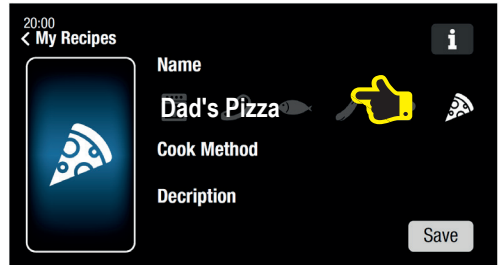 20:00
< My Recipes
i
Name
Dad's Pizza
Cook Method
Decription
Save